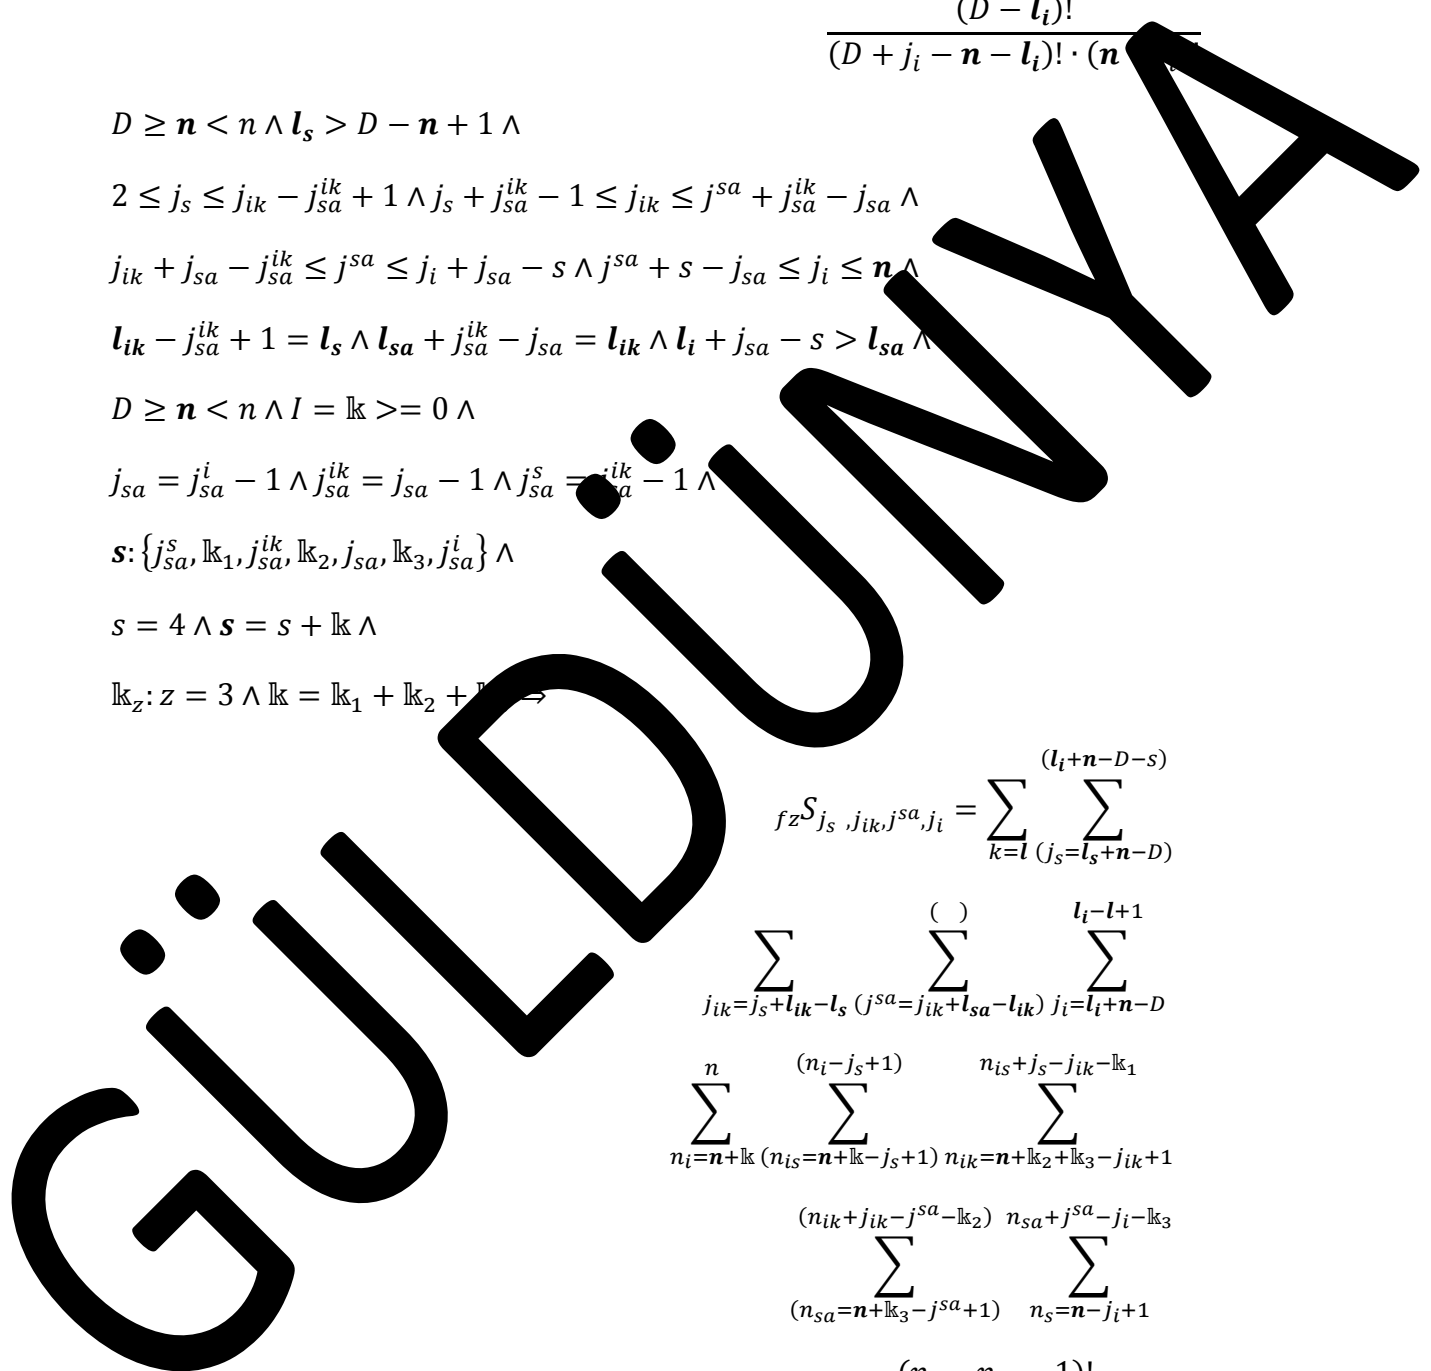 (D − l_i)!
(D + j_i − n − l_i)! · (n
D ≥ n < n ∧ l_s > D − n + 1 ∧
2 ≤ j_s ≤ j_ik − j_sa^ik + 1 ∧ j_s + j_sa^ik − 1 ≤ j_ik ≤ j^sa + j_sa^ik − j_sa ∧
j_ik + j_sa − j_sa^ik ≤ j^sa ≤ j_i + j_sa − s ∧ j^sa + s − j_sa ≤ j_i ≤ n ∧
l_ik − j_sa^ik + 1 = l_s ∧ l_sa + j_sa^ik − j_sa = l_ik ∧ l_i + j_sa − s > l_sa ∧
D ≥ n < n ∧ I = 𝕜 >= 0 ∧
j_sa = j_sa^i − 1 ∧ j_sa^ik = j_sa − 1 ∧ j_sa^s = j_sa^ik − 1 ∧
s: {j_sa^s, 𝕜_1, j_sa^ik, 𝕜_2, j_sa, 𝕜_3, j_sa^i} ∧
s = 4 ∧ s = s + 𝕜 ∧
𝕜_z: z = 3 ∧ 𝕜 = 𝕜_1 + 𝕜_2 + ⇒
GÜLDÜNYA
(l_i+n−D−s)
fzS_{j_s ,j_ik,j^sa,j_i} = ∑ ∑
k=l (j_s=l_s+n−D)
( ) l_i−l+1
∑ ∑ ∑
j_ik=j_s+l_ik−l_s (j^sa=j_ik+l_sa−l_ik) j_i=l_i+n−D
n (n_i−j_s+1) n_is+j_s−j_ik−𝕜_1
∑ ∑ ∑
n_i=n+𝕜 (n_is=n+𝕜−j_s+1) n_ik=n+𝕜_2+𝕜_3−j_ik+1
(n_ik+j_ik−j^sa−𝕜_2) n_sa+j^sa−j_i−𝕜_3
∑ ∑
(n_sa=n+𝕜_3−j^sa+1) n_s=n−j_i+1